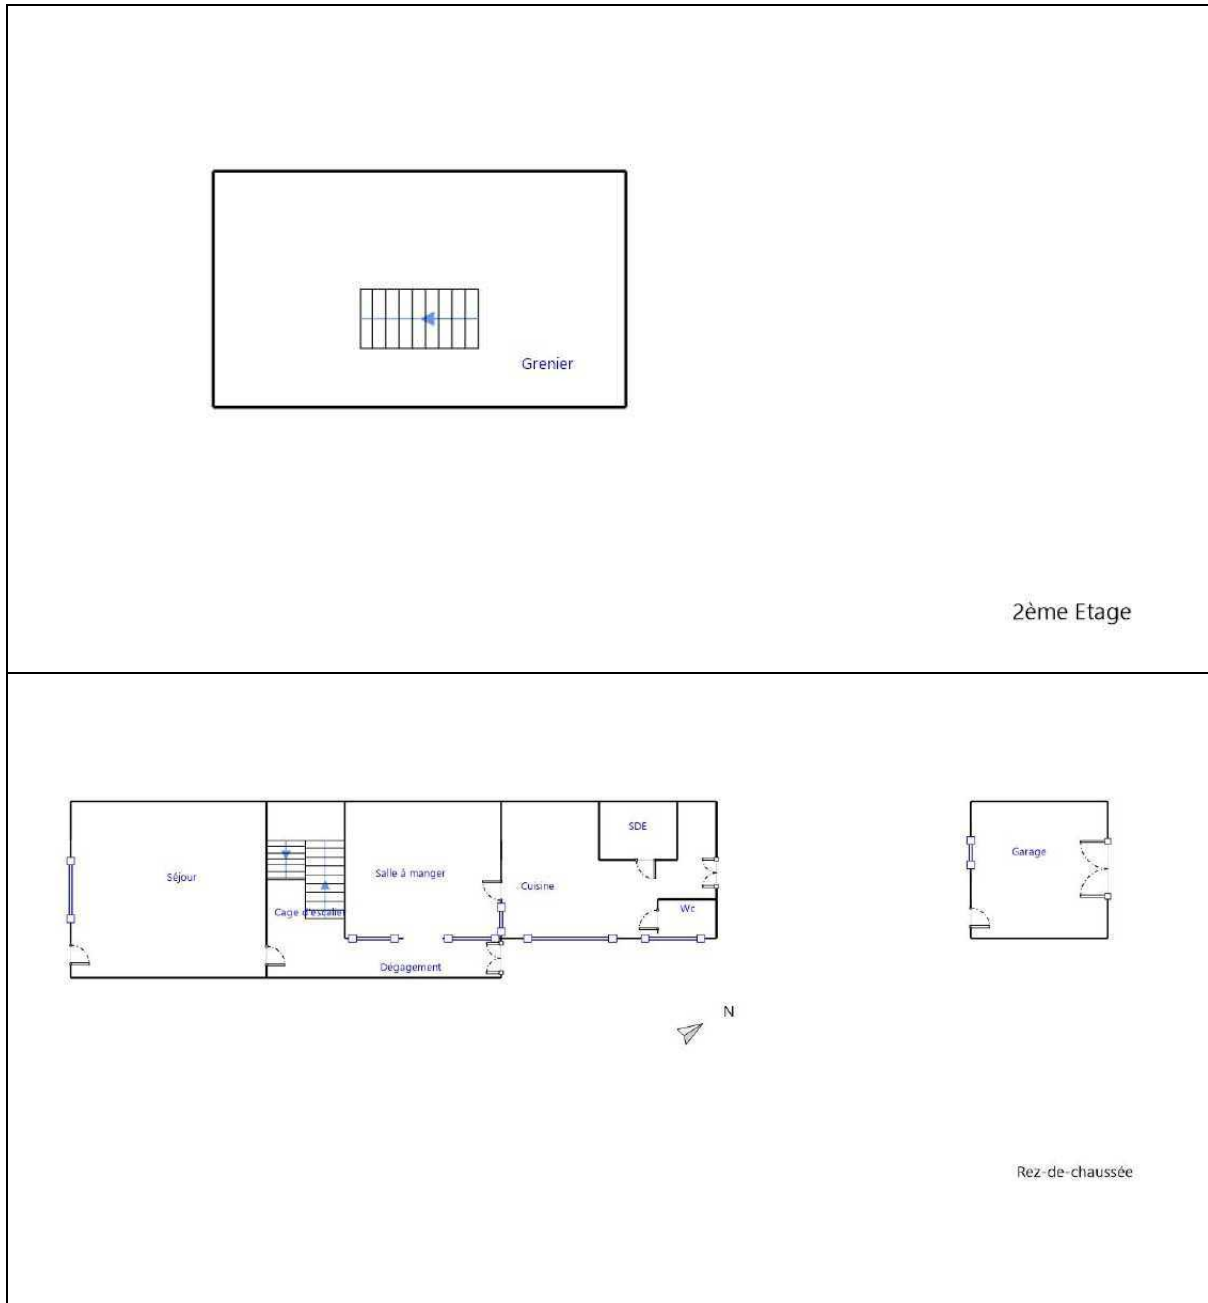 Grenier
2ème Etage
SDE
Garage
Salle à manger
Séjour
Cuisine
Wc
Cage d'escalier
Dégagement
N
Rez-de-chaussée